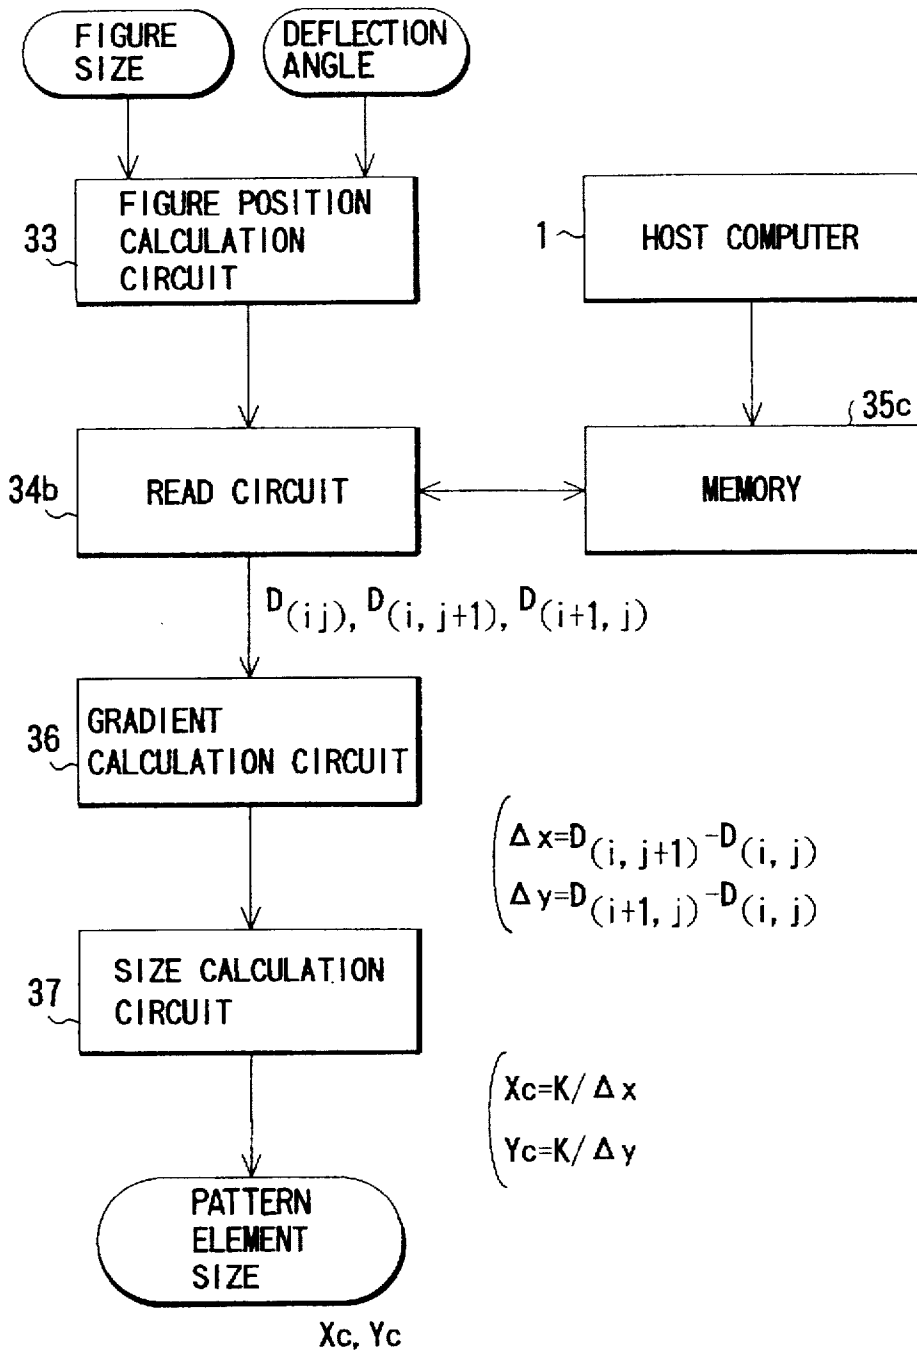 FIGURE
SIZE
DEFLECTION
ANGLE
33
FIGURE POSITION
CALCULATION
CIRCUIT
1
HOST COMPUTER
34b
READ CIRCUIT
35c
MEMORY
D(ij), D(i, j+1), D(i+1, j)
36
GRADIENT
CALCULATION CIRCUIT
Δx=D(i, j+1)-D(i, j)
Δy=D(i+1, j)-D(i, j)
37
SIZE CALCULATION
CIRCUIT
Xc=K/Δx
Yc=K/Δy
PATTERN
ELEMENT
SIZE
Xc, Yc